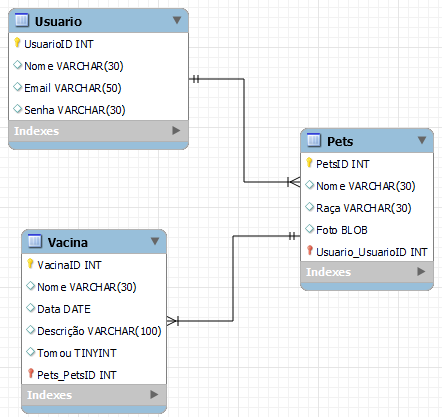 Usuario
UsuarioID INT
Nome VARCHAR(30)
Email VARCHAR(50)
Senha VARCHAR(30)
Indexes
Pets
PetsID INT
Nome VARCHAR(30)
Raça VARCHAR(30)
Foto BLOB
Usuario_UsuarioID INT
Indexes
Vacina
VacinaID INT
Nome VARCHAR(30)
Data DATE
Descrição VARCHAR(100)
Tomou TINYINT
Pets_PetsID INT
Indexes